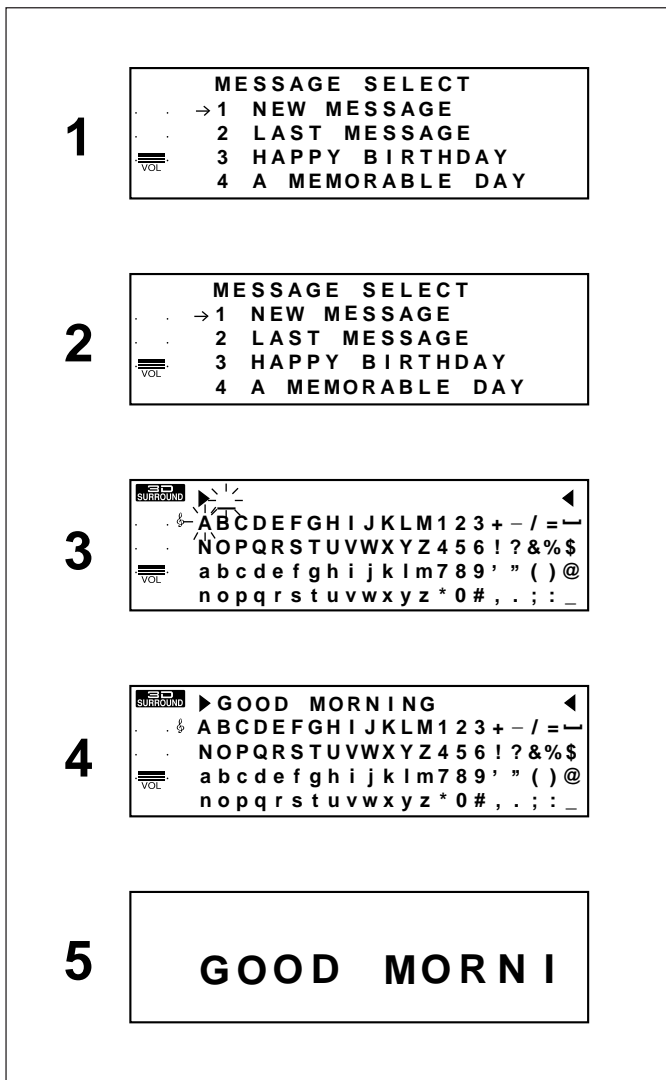 1
MESSAGE SELECT
→1 NEW MESSAGE
2 LAST MESSAGE
VOL
3 HAPPY BIRTHDAY
4 A MEMORABLE DAY
2
MESSAGE SELECT
→1 NEW MESSAGE
2 LAST MESSAGE
VOL
3 HAPPY BIRTHDAY
4 A MEMORABLE DAY
3
3D SURROUND ▶ ◀
ABCDEFGHIJKLM123+−/=⎵
NOPQRSTUVWXYZ456!?&%$
VOL
abcdefghijklm789’”()@
nopqrstuvwxyz*0#,.;:_
4
3D SURROUND ▶GOOD MORNING ◀
ABCDEFGHIJKLM123+−/=⎵
NOPQRSTUVWXYZ456!?&%$
VOL
abcdefghijklm789’”()@
nopqrstuvwxyz*0#,.;:_
5
GOOD MORNI